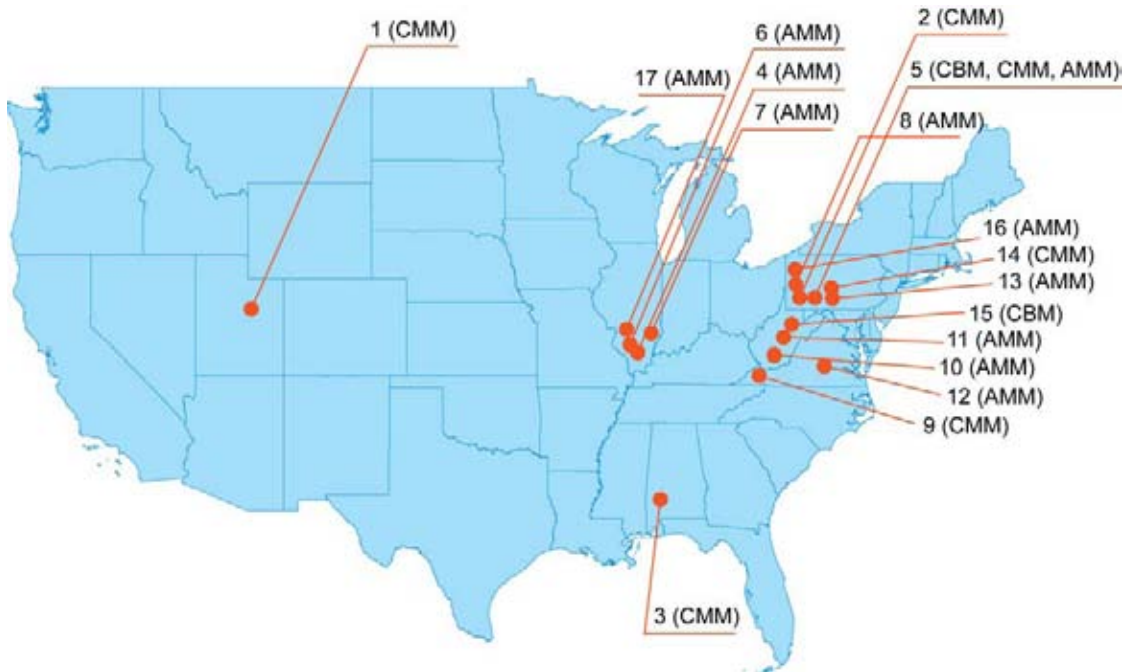 2 (CMM)
1 (CMM)
6 (AMM)
4 (AMM)
5 (CBM, CMM, AMM)
17 (AMM)
7 (AMM)
8 (AMM)
16 (AMM)
14 (CMM)
13 (AMM)
15 (CBM)
11 (AMM)
10 (AMM)
12 (AMM)
9 (CMM)
3 (CMM)